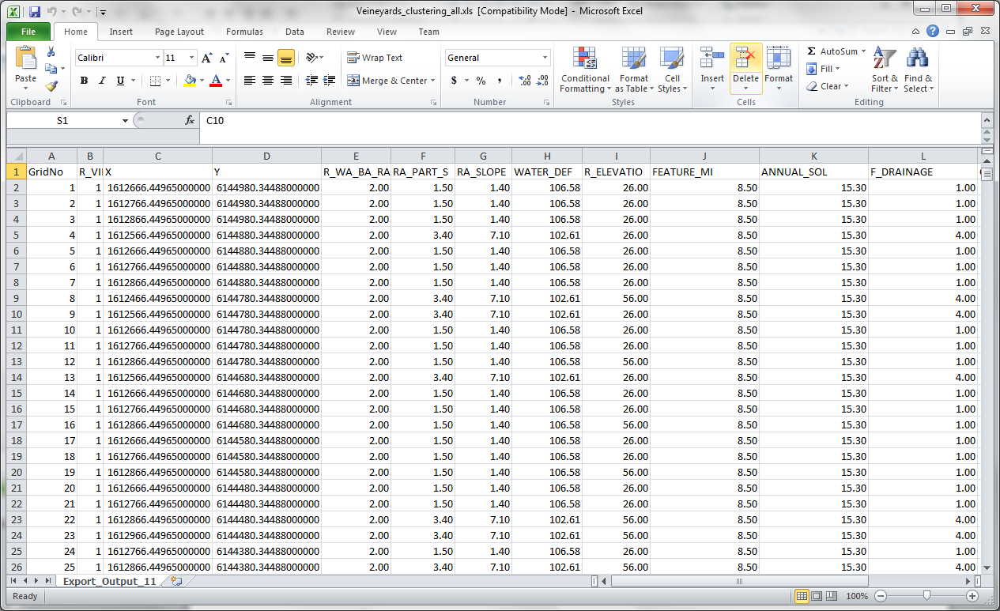 Veineyards_clustering_all.xls [Compatibility Mode] - Microsoft Excel
File Home Insert Page Layout Formulas Data Review View Team
Paste
Clipboard
Calibri 11
B I U
Font
Wrap Text
Merge & Center
Alignment
General
$ % ,
Number
Conditional Formatting
Format as Table
Cell Styles
Styles
Insert Delete Format
Cells
Σ AutoSum
Fill
Clear
Sort & Filter
Find & Select
Editing
S1 fx C10
A B C D E F G H I J K L
1 GridNo R_VI X Y R_WA_BA_RA RA_PART_S RA_SLOPE WATER_DEF R_ELEVATIO FEATURE_MI ANNUAL_SOL F_DRAINAGE
2 1 1 1612666.44965000000 6144980.34488000000 2.00 1.50 1.40 106.58 26.00 8.50 15.30 1.00
3 2 1 1612766.44965000000 6144980.34488000000 2.00 1.50 1.40 106.58 26.00 8.50 15.30 1.00
4 3 1 1612866.44965000000 6144980.34488000000 2.00 1.50 1.40 106.58 26.00 8.50 15.30 1.00
5 4 1 1612566.44965000000 6144880.34488000000 2.00 3.40 7.10 102.61 26.00 8.50 15.30 4.00
6 5 1 1612666.44965000000 6144880.34488000000 2.00 1.50 1.40 106.58 26.00 8.50 15.30 1.00
7 6 1 1612766.44965000000 6144880.34488000000 2.00 1.50 1.40 106.58 26.00 8.50 15.30 1.00
8 7 1 1612866.44965000000 6144880.34488000000 2.00 1.50 1.40 106.58 26.00 8.50 15.30 1.00
9 8 1 1612466.44965000000 6144780.34488000000 2.00 3.40 7.10 102.61 56.00 8.50 15.30 4.00
10 9 1 1612566.44965000000 6144780.34488000000 2.00 3.40 7.10 102.61 26.00 8.50 15.30 4.00
11 10 1 1612666.44965000000 6144780.34488000000 2.00 1.50 1.40 106.58 26.00 8.50 15.30 1.00
12 11 1 1612766.44965000000 6144780.34488000000 2.00 1.50 1.40 106.58 26.00 8.50 15.30 1.00
13 12 1 1612866.44965000000 6144780.34488000000 2.00 1.50 1.40 106.58 56.00 8.50 15.30 1.00
14 13 1 1612566.44965000000 6144680.34488000000 2.00 3.40 7.10 102.61 26.00 8.50 15.30 4.00
15 14 1 1612666.44965000000 6144680.34488000000 2.00 1.50 1.40 106.58 26.00 8.50 15.30 1.00
16 15 1 1612766.44965000000 6144680.34488000000 2.00 1.50 1.40 106.58 26.00 8.50 15.30 1.00
17 16 1 1612866.44965000000 6144680.34488000000 2.00 1.50 1.40 106.58 56.00 8.50 15.30 1.00
18 17 1 1612666.44965000000 6144580.34488000000 2.00 1.50 1.40 106.58 26.00 8.50 15.30 1.00
19 18 1 1612766.44965000000 6144580.34488000000 2.00 1.50 1.40 106.58 26.00 8.50 15.30 1.00
20 19 1 1612866.44965000000 6144580.34488000000 2.00 1.50 1.40 106.58 56.00 8.50 15.30 1.00
21 20 1 1612666.44965000000 6144480.34488000000 2.00 1.50 1.40 106.58 26.00 8.50 15.30 1.00
22 21 1 1612766.44965000000 6144480.34488000000 2.00 1.50 1.40 106.58 26.00 8.50 15.30 1.00
23 22 1 1612866.44965000000 6144480.34488000000 2.00 3.40 7.10 102.61 56.00 8.50 15.30 4.00
24 23 1 1612966.44965000000 6144480.34488000000 2.00 3.40 7.10 102.61 56.00 8.50 15.30 4.00
25 24 1 1612766.44965000000 6144380.34488000000 2.00 1.50 1.40 106.58 26.00 8.50 15.30 1.00
26 25 1 1612866.44965000000 6144380.34488000000 2.00 3.40 7.10 102.61 56.00 8.50 15.30 4.00
Export_Output_11
Ready 100%